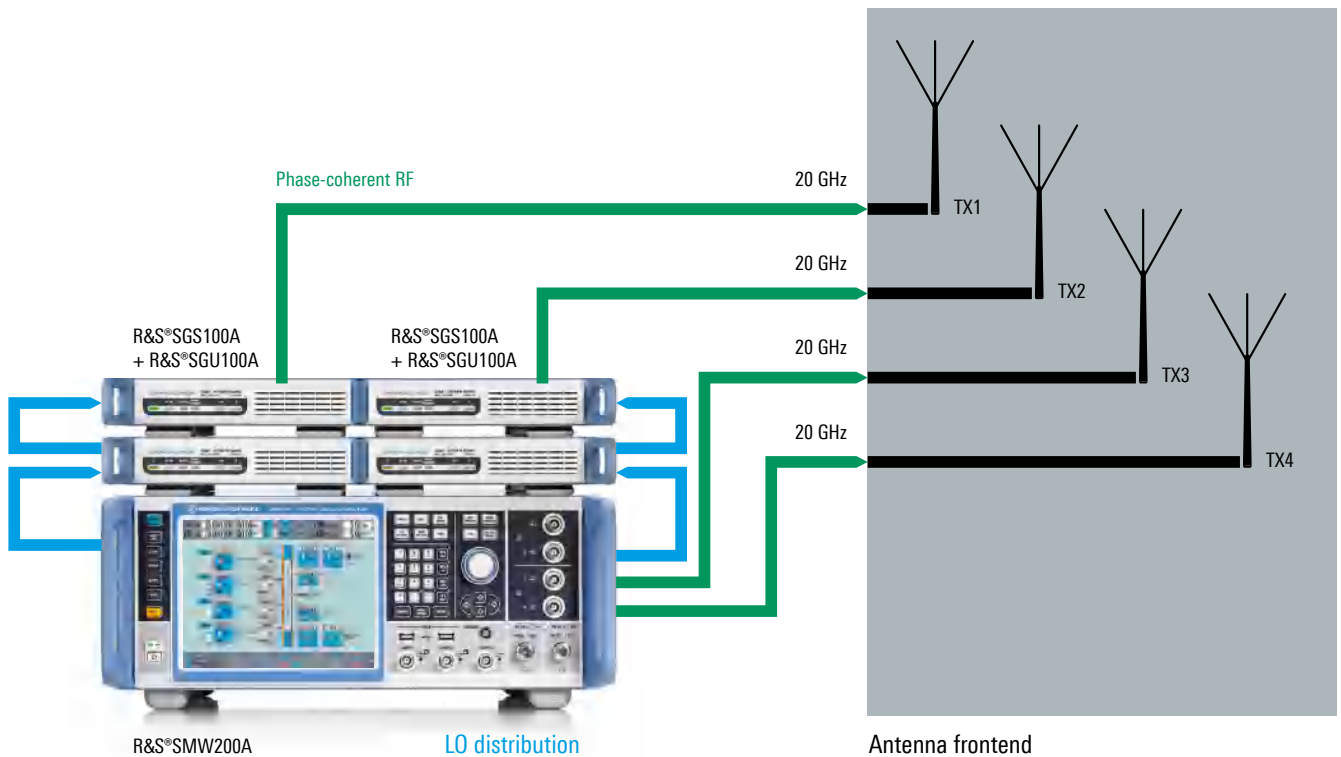 Phase-coherent RF
20 GHz
TX1
20 GHz
TX2
R&S®SGS100A
+ R&S®SGU100A
R&S®SGS100A
+ R&S®SGU100A
20 GHz
TX3
20 GHz
TX4
R&S®SMW200A
LO distribution
Antenna frontend